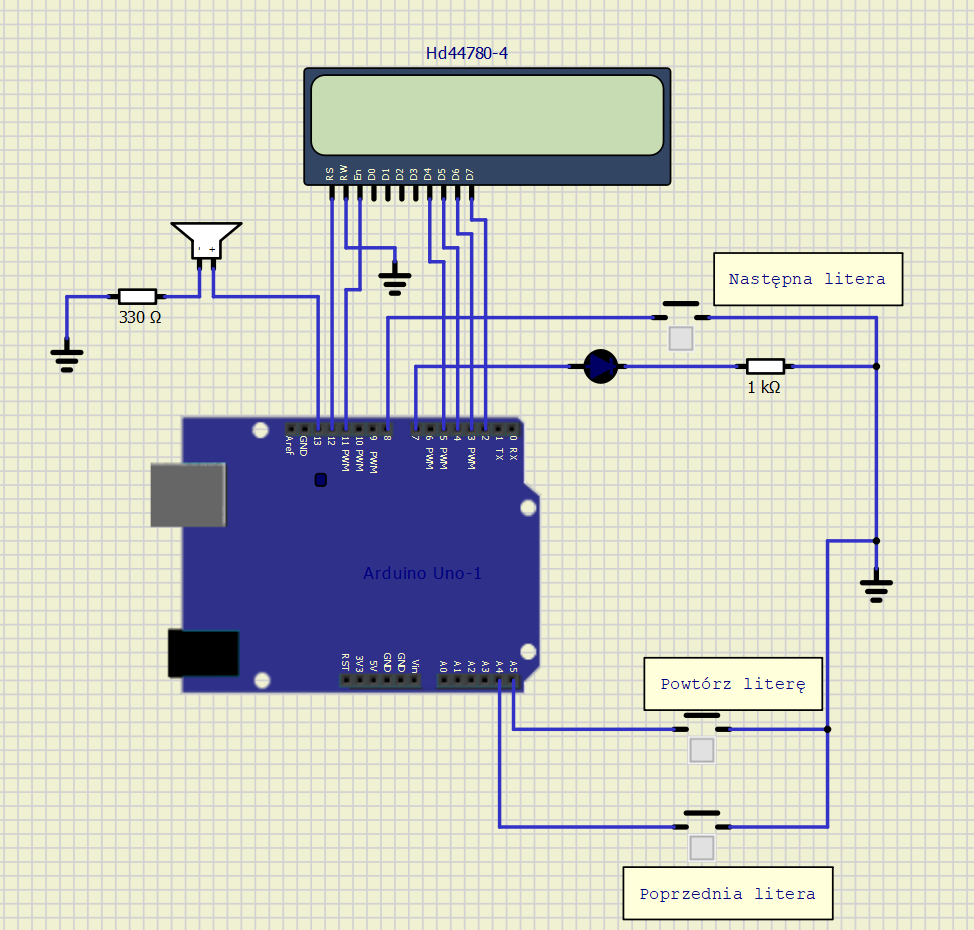 Hd44780-4
RS RW En D0 D1 D2 D3 D4 D5 D6 D7
Następna litera
- +
330 Ω
1 kΩ
Aref GND 13 12 11 PWM 10 PWM 9 PWM 8 7 6 PWM 5 PWM 4 3 PWM 2 1 TX 0 RX
Arduino Uno-1
RST 3V3 5V GND GND Vin A0 A1 A2 A3 A4 A5
Powtórz literę
Poprzednia litera